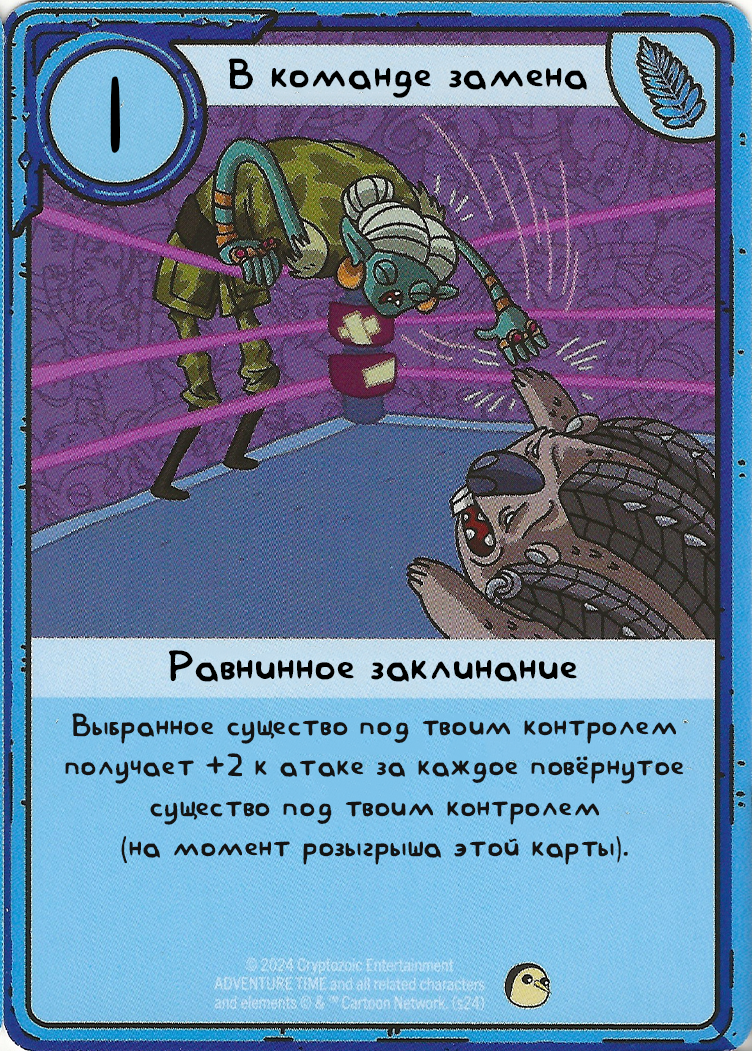 1
В команде замена
Равнинное заклинание
Выбранное существо под твоим контролем
получает +2 к атаке за каждое повёрнутое
существо под твоим контролем
(на момент розыгрыша этой карты).
© 2024 Cryptozoic Entertainment
ADVENTURE TIME and all related characters
and elements © & ™ Cartoon Network. (s24)